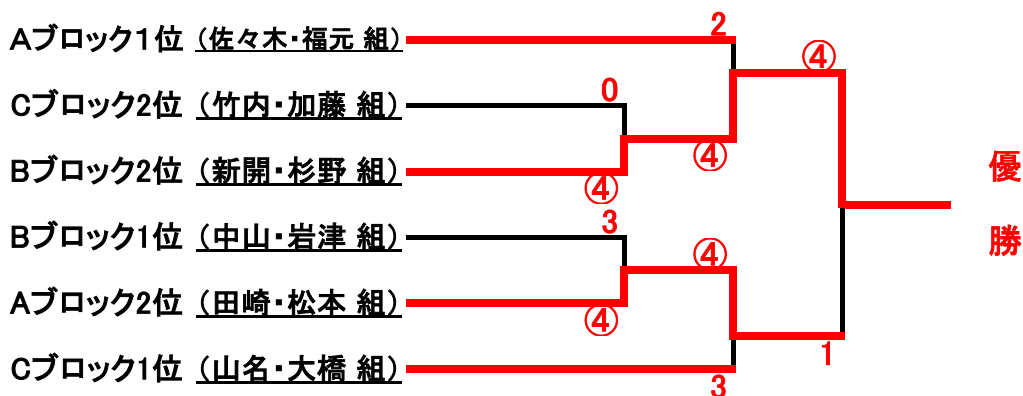 2
Aブロック1位 (佐々木・福元 組)
④
0
Cブロック2位 (竹内・加藤 組)
④
Bブロック2位 (新開・杉野 組)
④
優
勝
3
Bブロック1位 (中山・岩津 組)
④
Aブロック2位 (田崎・松本 組)
④
1
Cブロック1位 (山名・大橋 組)
3